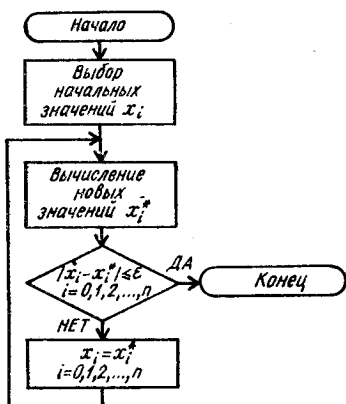 Начало
Выбор
начальных
значений xᵢ
Вычисление
новых
значений xᵢ*
|xᵢ-xᵢ*|≤ε
i=0,1,2,...,n
ДА
Конец
НЕТ
xᵢ=xᵢ*
i=0,1,2,...,n